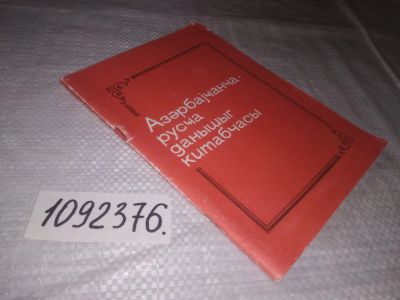 Азәрбајҹанҹа-
русҹа
данышыг
китабчасы
1092376.